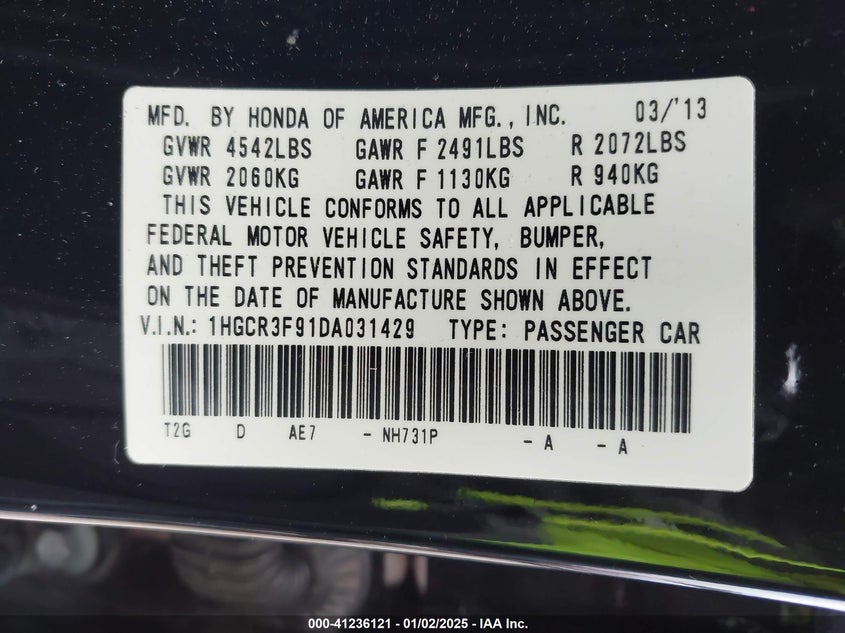 MFD. BY HONDA OF AMERICA MFG., INC. 03/'13
GVWR 4542LBS GAWR F 2491LBS R 2072LBS
GVWR 2060KG GAWR F 1130KG R 940KG
THIS VEHICLE CONFORMS TO ALL APPLICABLE
FEDERAL MOTOR VEHICLE SAFETY, BUMPER,
AND THEFT PREVENTION STANDARDS IN EFFECT
ON THE DATE OF MANUFACTURE SHOWN ABOVE.
V.I.N.: 1HGCR3F91DA031429 TYPE: PASSENGER CAR
T2G D AE7 - NH731P - A - A
000-41236121 - 01/02/2025 - IAA Inc.